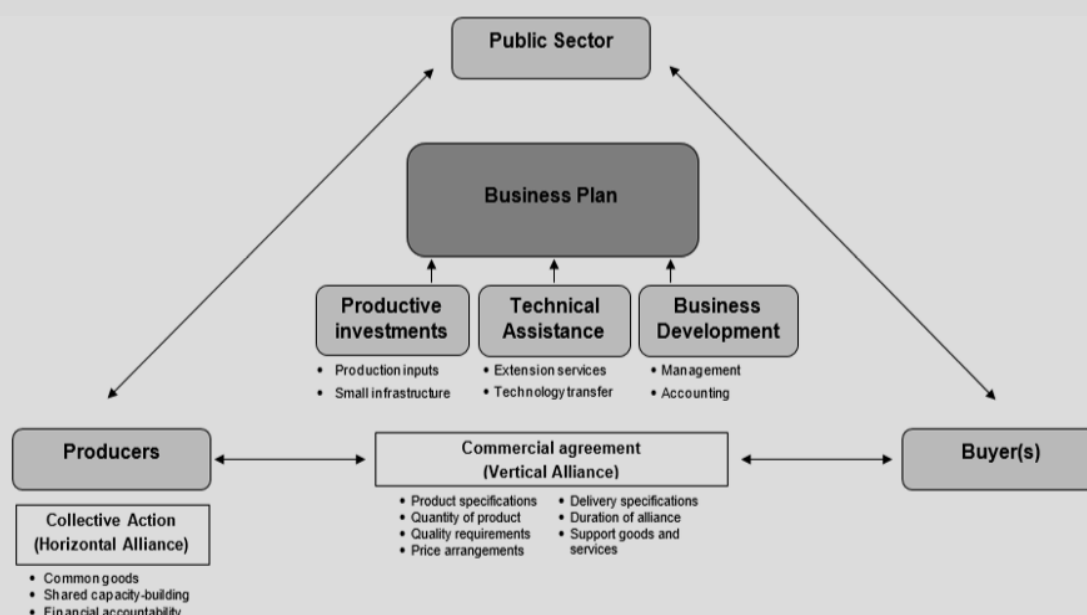 Public Sector
Business Plan
Productive
investments
Technical
Assistance
Business
Development
• Production inputs
• Small infrastructure
• Extension services
• Technology transfer
• Management
• Accounting
Producers
Commercial agreement
(Vertical Alliance)
Buyer(s)
• Product specifications
• Quantity of product
• Quality requirements
• Price arrangements
• Delivery specifications
• Duration of alliance
• Support goods and
services
Collective Action
(Horizontal Alliance)
• Common goods
• Shared capacity-building
• Financial accountability